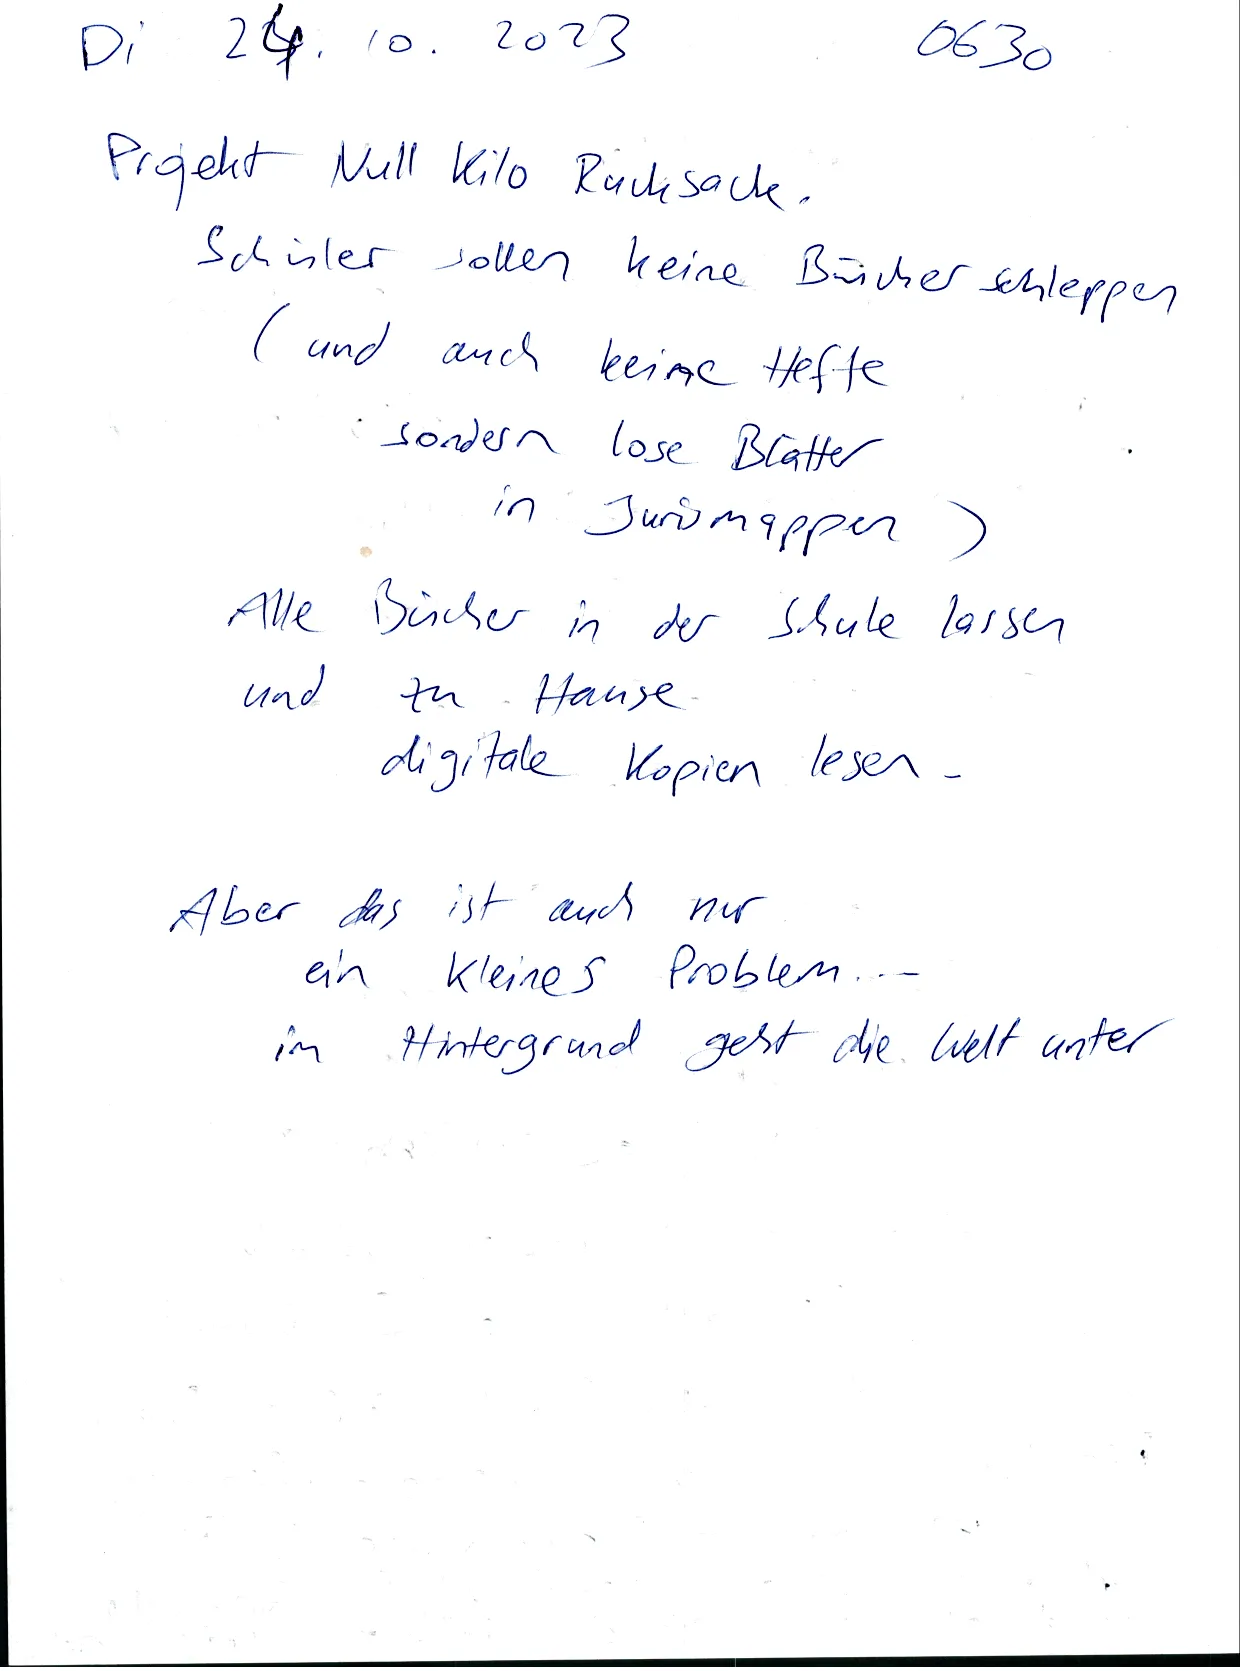 Di 24. 10. 2023 0630
Projekt Null Kilo Rucksack.
Schüler sollen keine Bücher schleppen
(und auch keine Hefte
sondern lose Blätter
in Jurismappen)
Alle Bücher in der Schule lassen
und zu Hause
digitale Kopien lesen.
Aber das ist auch nur
ein kleines Problem...
im Hintergrund geht die Welt unter